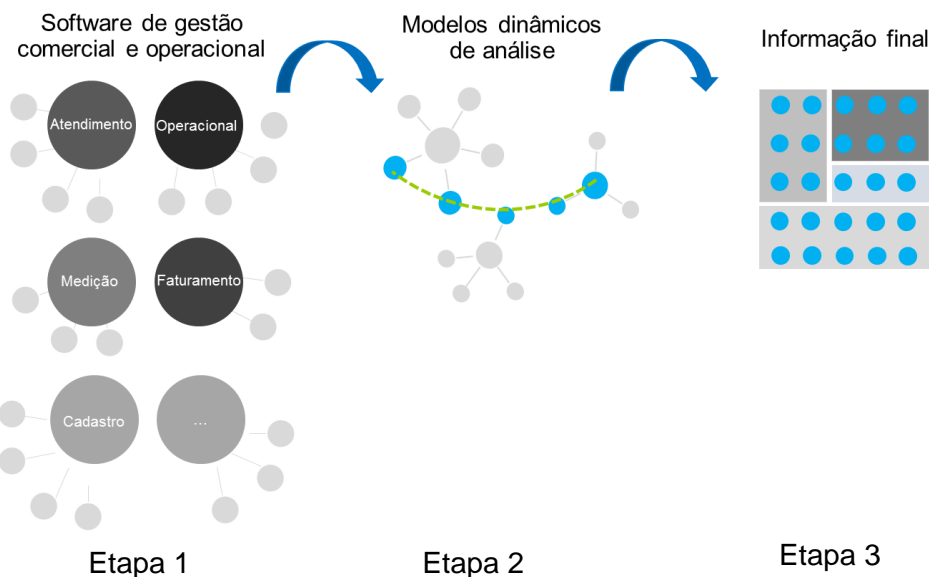 Software de gestão
comercial e operacional
Modelos dinâmicos
de análise
Informação final
Atendimento
Operacional
Medição
Faturamento
Cadastro
...
Etapa 1
Etapa 2
Etapa 3